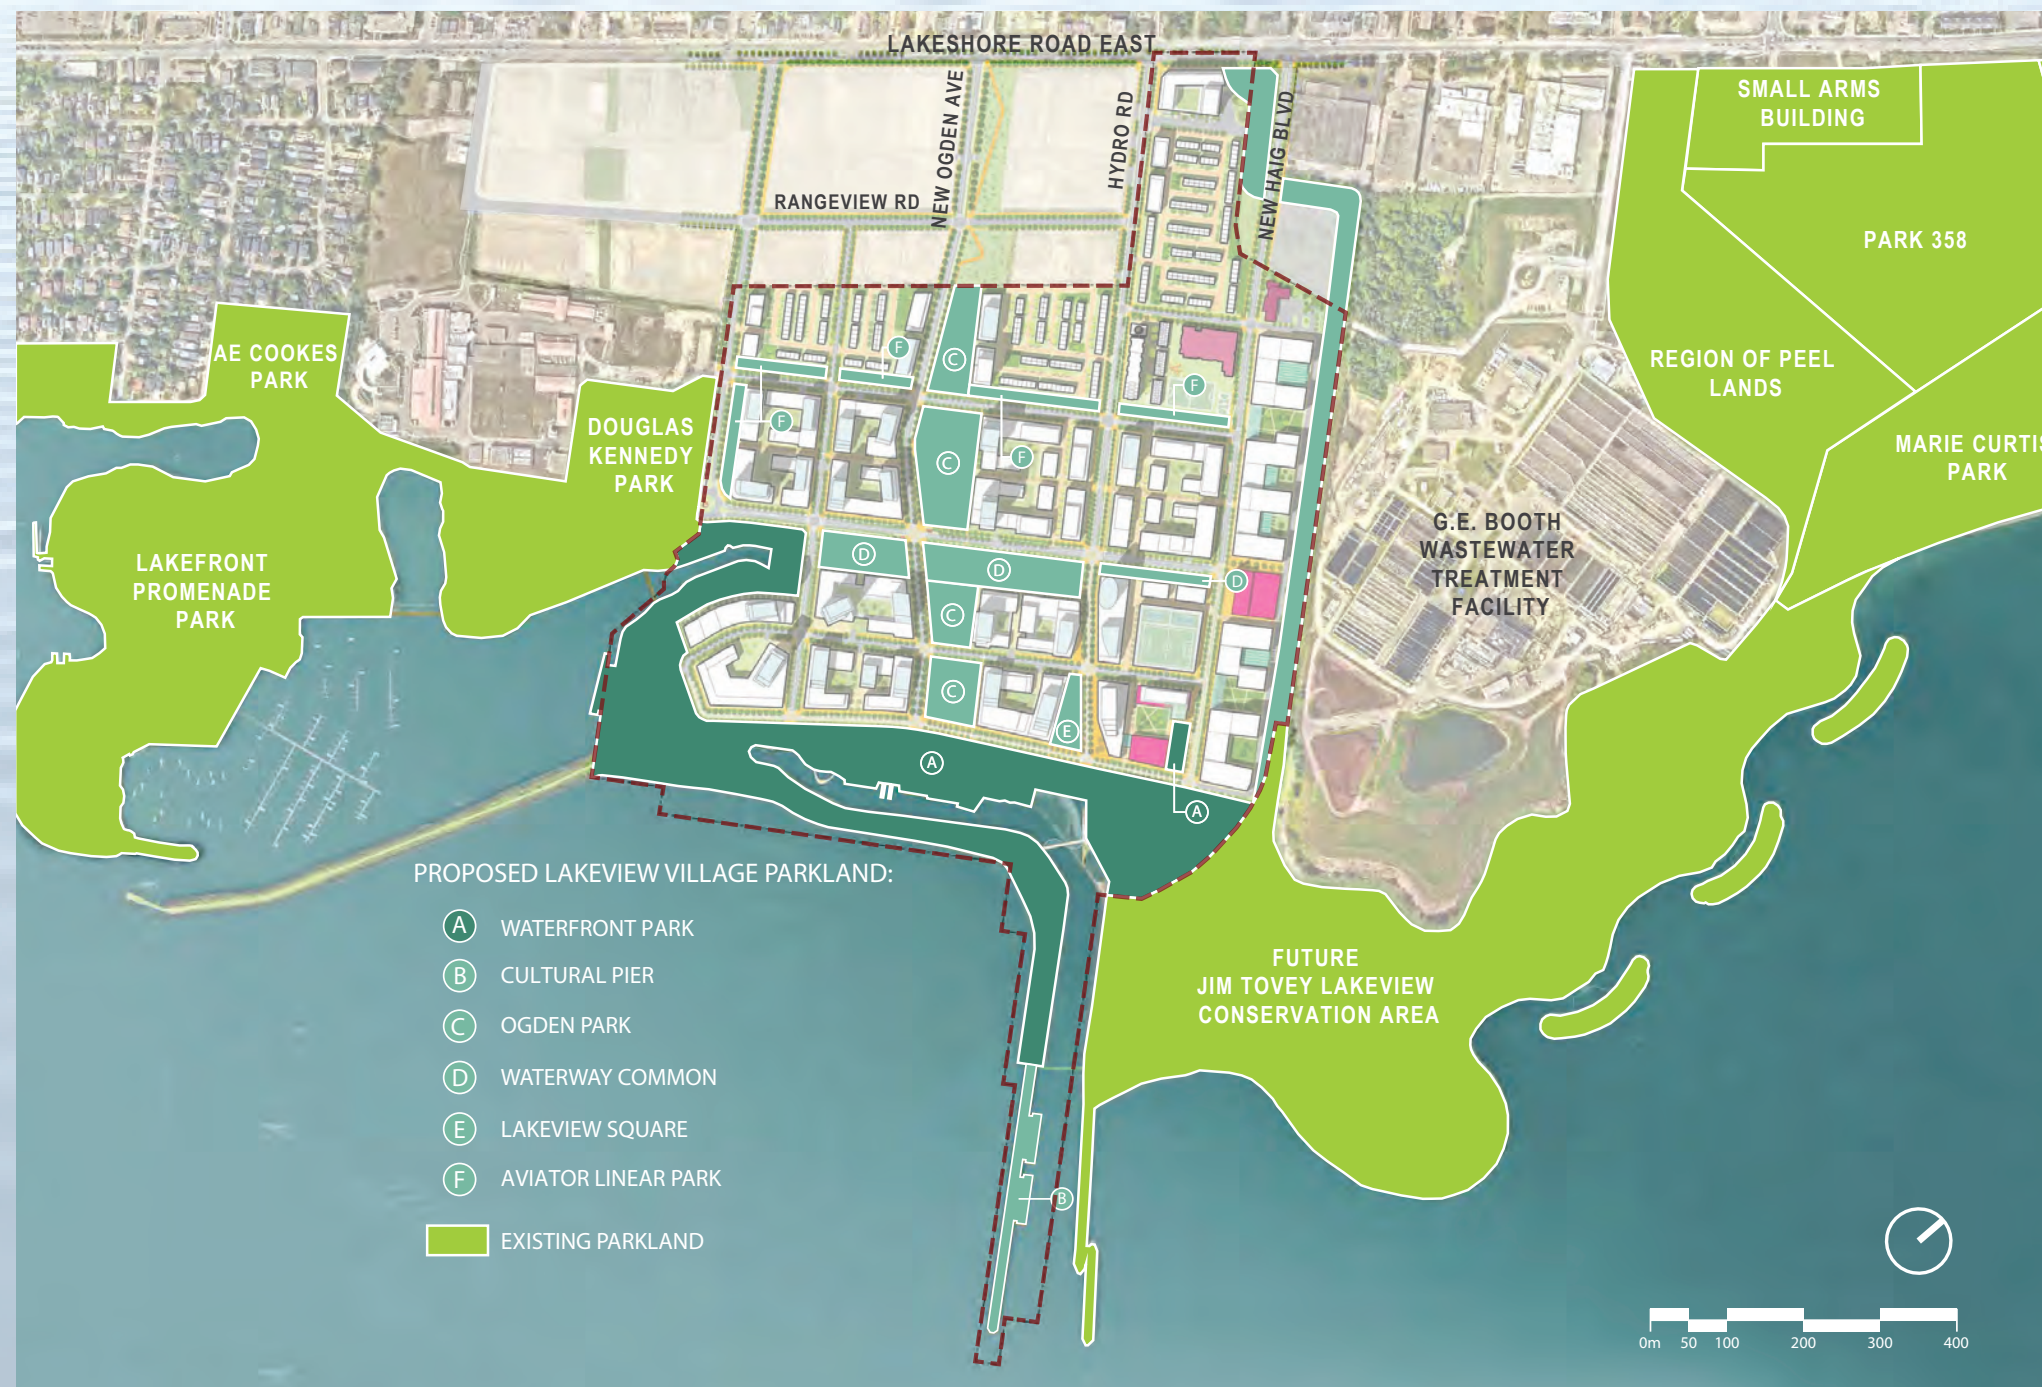 LAKESHORE ROAD EAST
NEW OGDEN AVE
HYDRO RD
NEW HAIG BLVD
RANGEVIEW RD
SMALL ARMS
BUILDING
PARK 358
REGION OF PEEL
LANDS
MARIE CURTIS
PARK
AE COOKES
PARK
DOUGLAS
KENNEDY
PARK
LAKEFRONT
PROMENADE
PARK
G.E. BOOTH
WASTEWATER
TREATMENT
FACILITY
F
C
F
F
C
F
D
D
D
C
C
E
A
A
B
FUTURE
JIM TOVEY LAKEVIEW
CONSERVATION AREA
PROPOSED LAKEVIEW VILLAGE PARKLAND:
A WATERFRONT PARK
B CULTURAL PIER
C OGDEN PARK
D WATERWAY COMMON
E LAKEVIEW SQUARE
F AVIATOR LINEAR PARK
EXISTING PARKLAND
0m 50 100 200 300 400